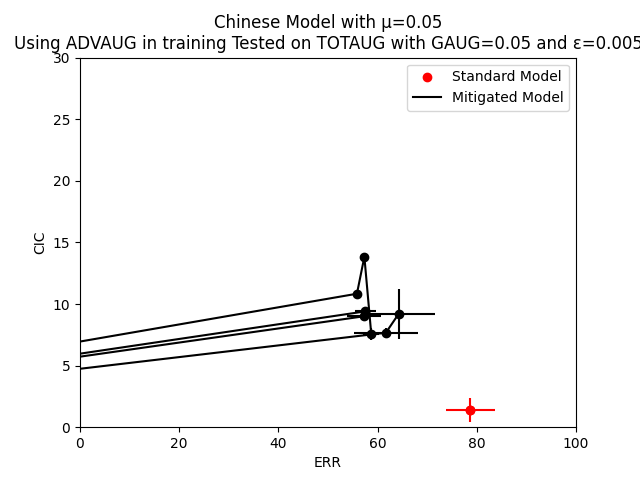 Chinese Model with μ=0.05
Using ADVAUG in training Tested on TOTAUG with GAUG=0.05 and ε=0.005
Standard Model
Mitigated Model
30
25
20
15
10
5
0
CIC
0 20 40 60 80 100
ERR